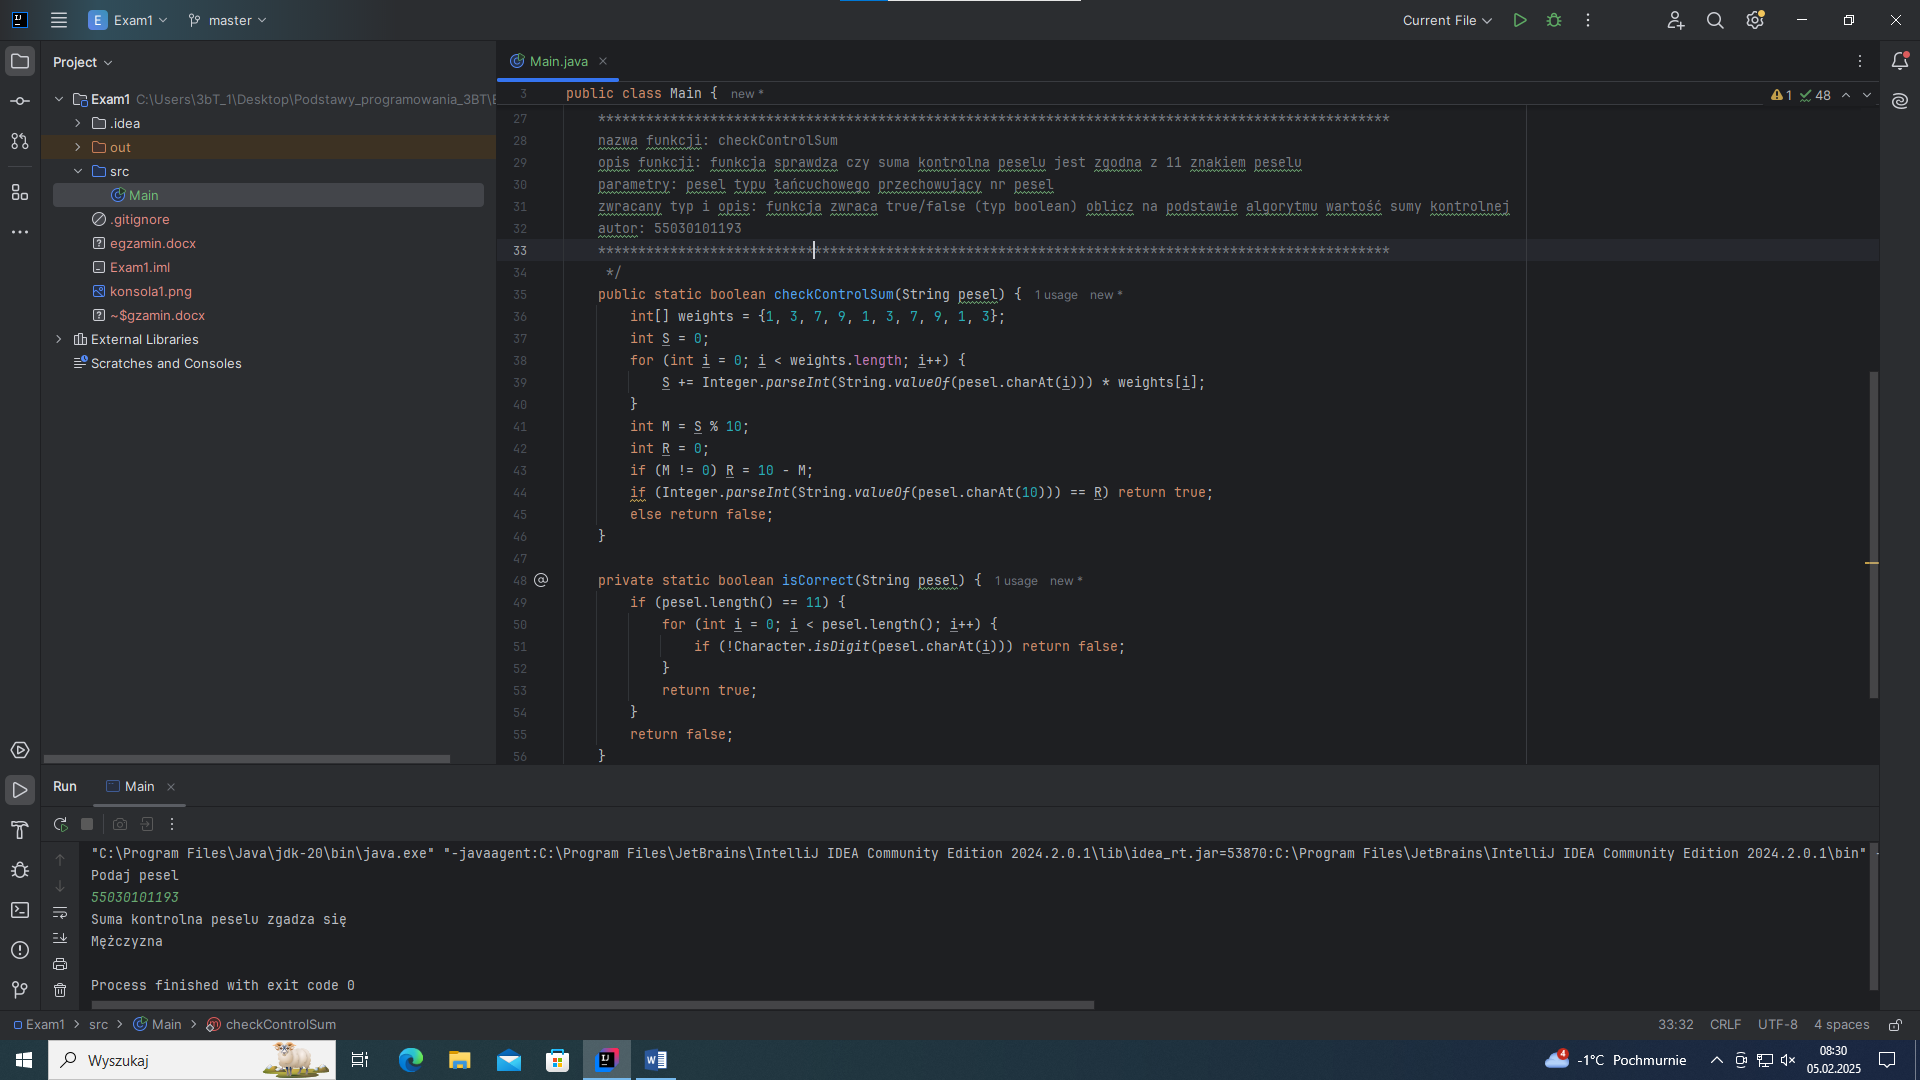 E Exam1 master Current File
Project
Main.java
Exam1 C:\Users\3bT_1\Desktop\Podstawy_programowania_3BT\E
.idea
out
src
Main
.gitignore
egzamin.docx
Exam1.iml
konsola1.png
~$gzamin.docx
External Libraries
Scratches and Consoles
3 public class Main { new *
1 48
27 ***************************************************************************************************
28 nazwa funkcji: checkControlSum
29 opis funkcji: funkcja sprawdza czy suma kontrolna peselu jest zgodna z 11 znakiem peselu
30 parametry: pesel typu łańcuchowego przechowujący nr pesel
31 zwracany typ i opis: funkcja zwraca true/false (typ boolean) oblicz na podstawie algorytmu wartość sumy kontrolnej
32 autor: 55030101193
33 ***************************************************************************************************
34 */
35 public static boolean checkControlSum(String pesel) { 1 usage new *
36 int[] weights = {1, 3, 7, 9, 1, 3, 7, 9, 1, 3};
37 int S = 0;
38 for (int i = 0; i < weights.length; i++) {
39 S += Integer.parseInt(String.valueOf(pesel.charAt(i))) * weights[i];
40 }
41 int M = S % 10;
42 int R = 0;
43 if (M != 0) R = 10 - M;
44 if (Integer.parseInt(String.valueOf(pesel.charAt(10))) == R) return true;
45 else return false;
46 }
47
48 @ private static boolean isCorrect(String pesel) { 1 usage new *
49 if (pesel.length() == 11) {
50 for (int i = 0; i < pesel.length(); i++) {
51 if (!Character.isDigit(pesel.charAt(i))) return false;
52 }
53 return true;
54 }
55 return false;
56 }
Run Main
"C:\Program Files\Java\jdk-20\bin\java.exe" "-javaagent:C:\Program Files\JetBrains\IntelliJ IDEA Community Edition 2024.2.0.1\lib\idea_rt.jar=53870:C:\Program Files\JetBrains\IntelliJ IDEA Community Edition 2024.2.0.1\bin" -
Podaj pesel
55030101193
Suma kontrolna peselu zgadza się
Mężczyzna
Process finished with exit code 0
Exam1 > src > Main > checkControlSum 33:32 CRLF UTF-8 4 spaces
Wyszukaj
4 -1°C Pochmurnie
08:30
05.02.2025